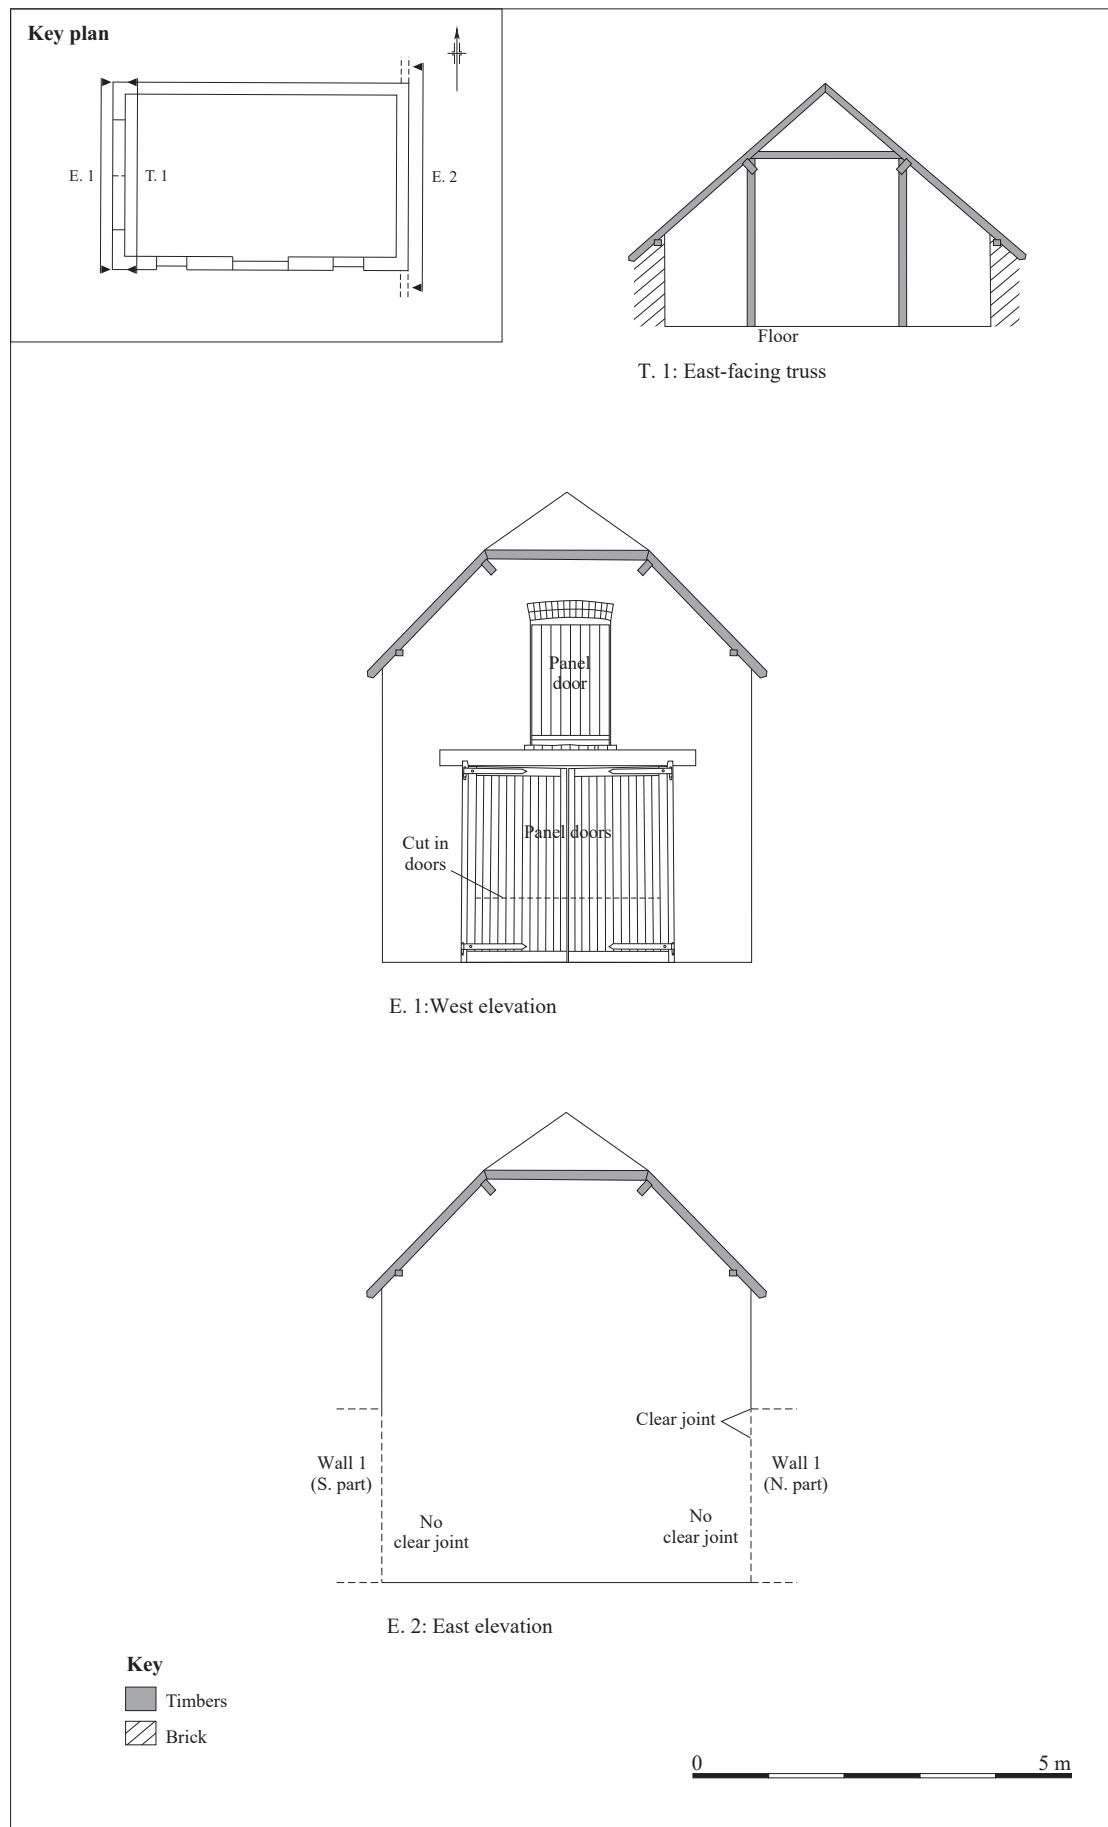 Key plan
E. 1
T. 1
E. 2
Floor
T. 1: East-facing truss
Panel
door
Panel doors
Cut in
doors
E. 1:West elevation
Clear joint
Wall 1
(S. part)
Wall 1
(N. part)
No
clear joint
No
clear joint
E. 2: East elevation
Key
Timbers
Brick
0
5 m